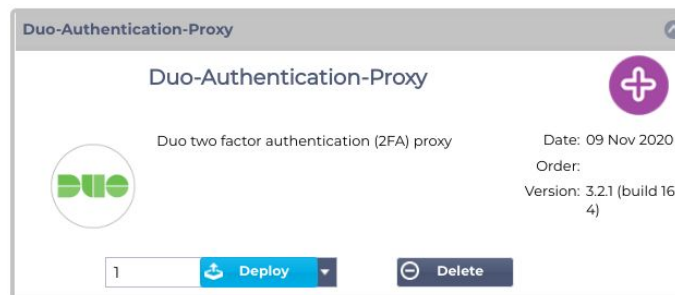 Duo-Authentication-Proxy
Duo-Authentication-Proxy
Duo two factor authentication (2FA) proxy
Date: 09 Nov 2020
Order:
Version: 3.2.1 (build 16
4)
DUO
1 Deploy Delete